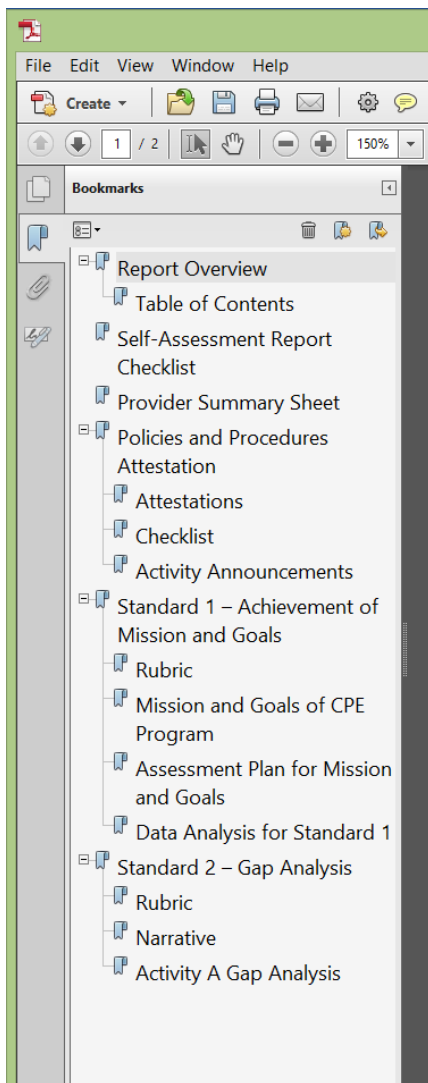 File Edit View Window Help
Create
1 / 2 150%
Bookmarks
Report Overview
Table of Contents
Self-Assessment Report
Checklist
Provider Summary Sheet
Policies and Procedures
Attestation
Attestations
Checklist
Activity Announcements
Standard 1 – Achievement of
Mission and Goals
Rubric
Mission and Goals of CPE
Program
Assessment Plan for Mission
and Goals
Data Analysis for Standard 1
Standard 2 – Gap Analysis
Rubric
Narrative
Activity A Gap Analysis